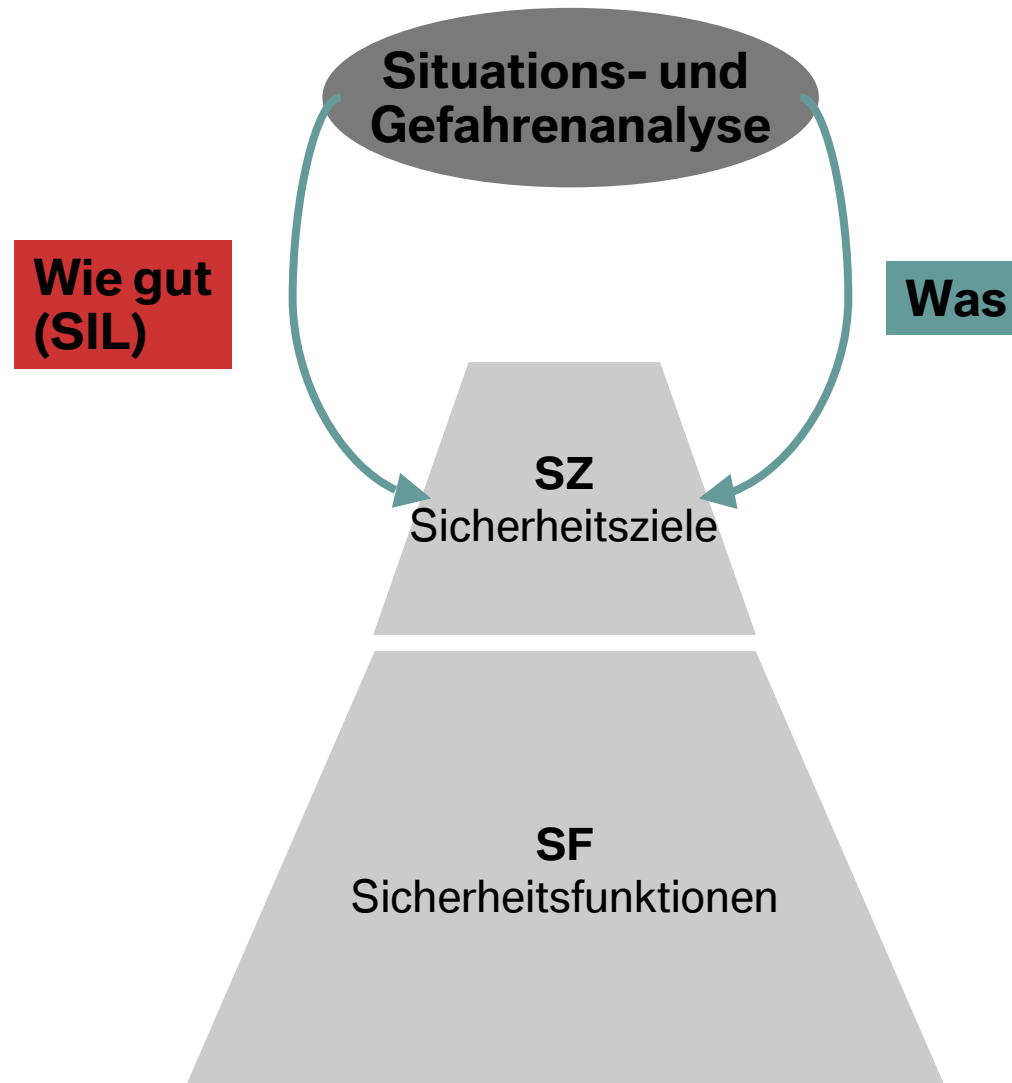 Situations- und
Gefahrenanalyse
Wie gut
(SIL)
Was
SZ
Sicherheitsziele
SF
Sicherheitsfunktionen